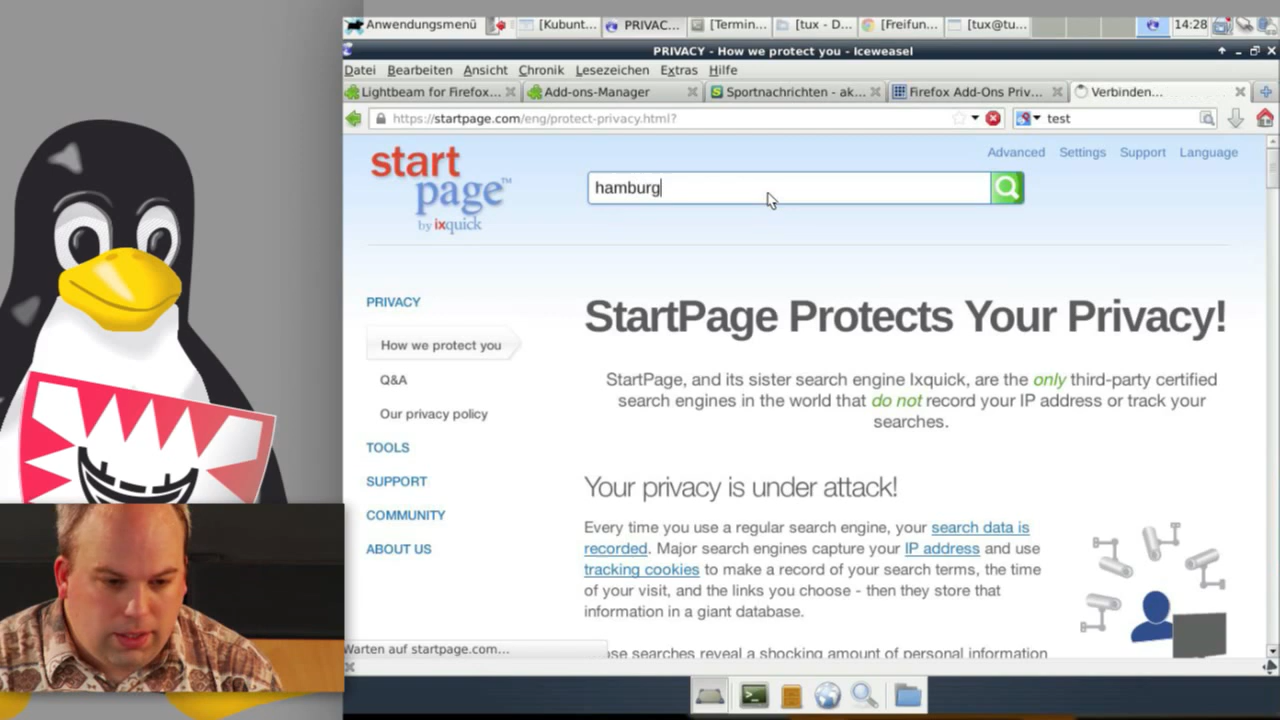 Anwendungsmenü
[Kubunt...
PRIVAC...
[Termin...
[tux - D...
[Freifun...
[tux@tu...
14:28
PRIVACY - How we protect you - Iceweasel
Datei Bearbeiten Ansicht Chronik Lesezeichen Extras Hilfe
Lightbeam for Firefox...
Add-ons-Manager
Sportnachrichten - ak...
Firefox Add-Ons Priv...
Verbinden...
https://startpage.com/eng/protect-privacy.html?
test
Advanced Settings Support Language
start
page™
by ixquick
hamburg
PRIVACY
How we protect you
Q&A
Our privacy policy
TOOLS
SUPPORT
COMMUNITY
ABOUT US
StartPage Protects Your Privacy!
StartPage, and its sister search engine Ixquick, are the only third-party certified
search engines in the world that do not record your IP address or track your
searches.
Your privacy is under attack!
Every time you use a regular search engine, your search data is
recorded. Major search engines capture your IP address and use
tracking cookies to make a record of your search terms, the time
of your visit, and the links you choose - then they store that
information in a giant database.
searches reveal a shocking amount of personal information
Warten auf startpage.com...